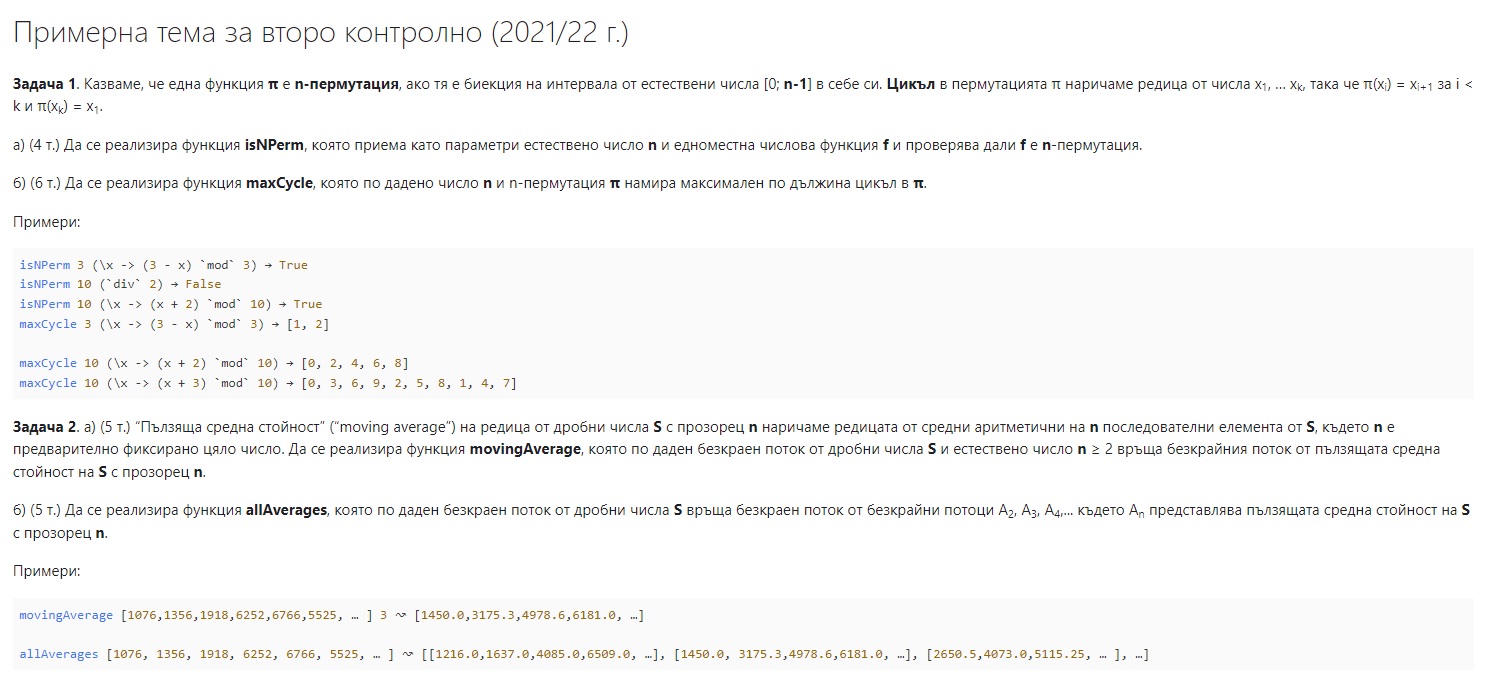 Примерна тема за второ контролно (2021/22 г.)
Задача 1. Казваме, че една функция π е n-пермутация, ако тя е биекция на интервала от естествени числа [0; n-1] в себе си. Цикъл в пермутацията π наричаме редица от числа x₁, … xₖ, така че π(xᵢ) = xᵢ₊₁ за i <
k и π(xₖ) = x₁.
а) (4 т.) Да се реализира функция isNPerm, която приема като параметри естествено число n и едноместна числова функция f и проверява дали f е n-пермутация.
б) (6 т.) Да се реализира функция maxCycle, която по дадено число n и n-пермутация π намира максимален по дължина цикъл в π.
Примери:
isNPerm 3 (\x -> (3 - x) `mod` 3) → True
isNPerm 10 (`div` 2) → False
isNPerm 10 (\x -> (x + 2) `mod` 10) → True
maxCycle 3 (\x -> (3 - x) `mod` 3) → [1, 2]
maxCycle 10 (\x -> (x + 2) `mod` 10) → [0, 2, 4, 6, 8]
maxCycle 10 (\x -> (x + 3) `mod` 10) → [0, 3, 6, 9, 2, 5, 8, 1, 4, 7]
Задача 2. а) (5 т.) “Пълзяща средна стойност” (“moving average”) на редица от дробни числа S с прозорец n наричаме редицата от средни аритметични на n последователни елемента от S, където n е
предварително фиксирано цяло число. Да се реализира функция movingAverage, която по даден безкраен поток от дробни числа S и естествено число n ≥ 2 връща безкрайния поток от пълзящата средна
стойност на S с прозорец n.
б) (5 т.) Да се реализира функция allAverages, която по даден безкраен поток от дробни числа S връща безкраен поток от безкрайни потоци A₂, A₃, A₄,… където Aₙ представлява пълзящата средна стойност на S
с прозорец n.
Примери:
movingAverage [1076,1356,1918,6252,6766,5525, … ] 3 ⤳ [1450.0,3175.3,4978.6,6181.0, …]
allAverages [1076, 1356, 1918, 6252, 6766, 5525, … ] ⤳ [[1216.0,1637.0,4085.0,6509.0, …], [1450.0, 3175.3,4978.6,6181.0, …], [2650.5,4073.0,5115.25, … ], …]